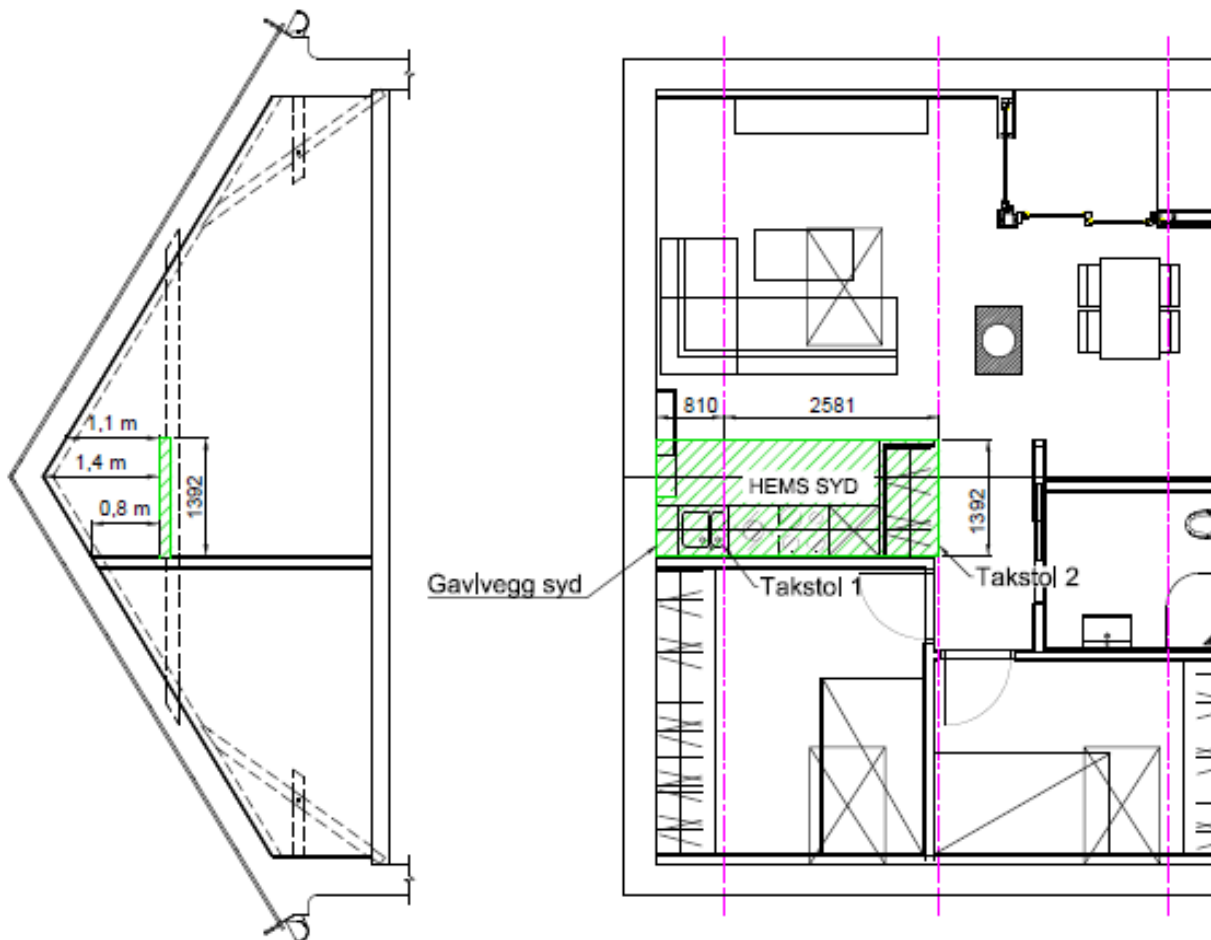 1,1 m
1,4 m
0,8 m
1392
810
2581
HEMS SYD
1392
Gavlvegg syd
Takstol 1
Takstol 2